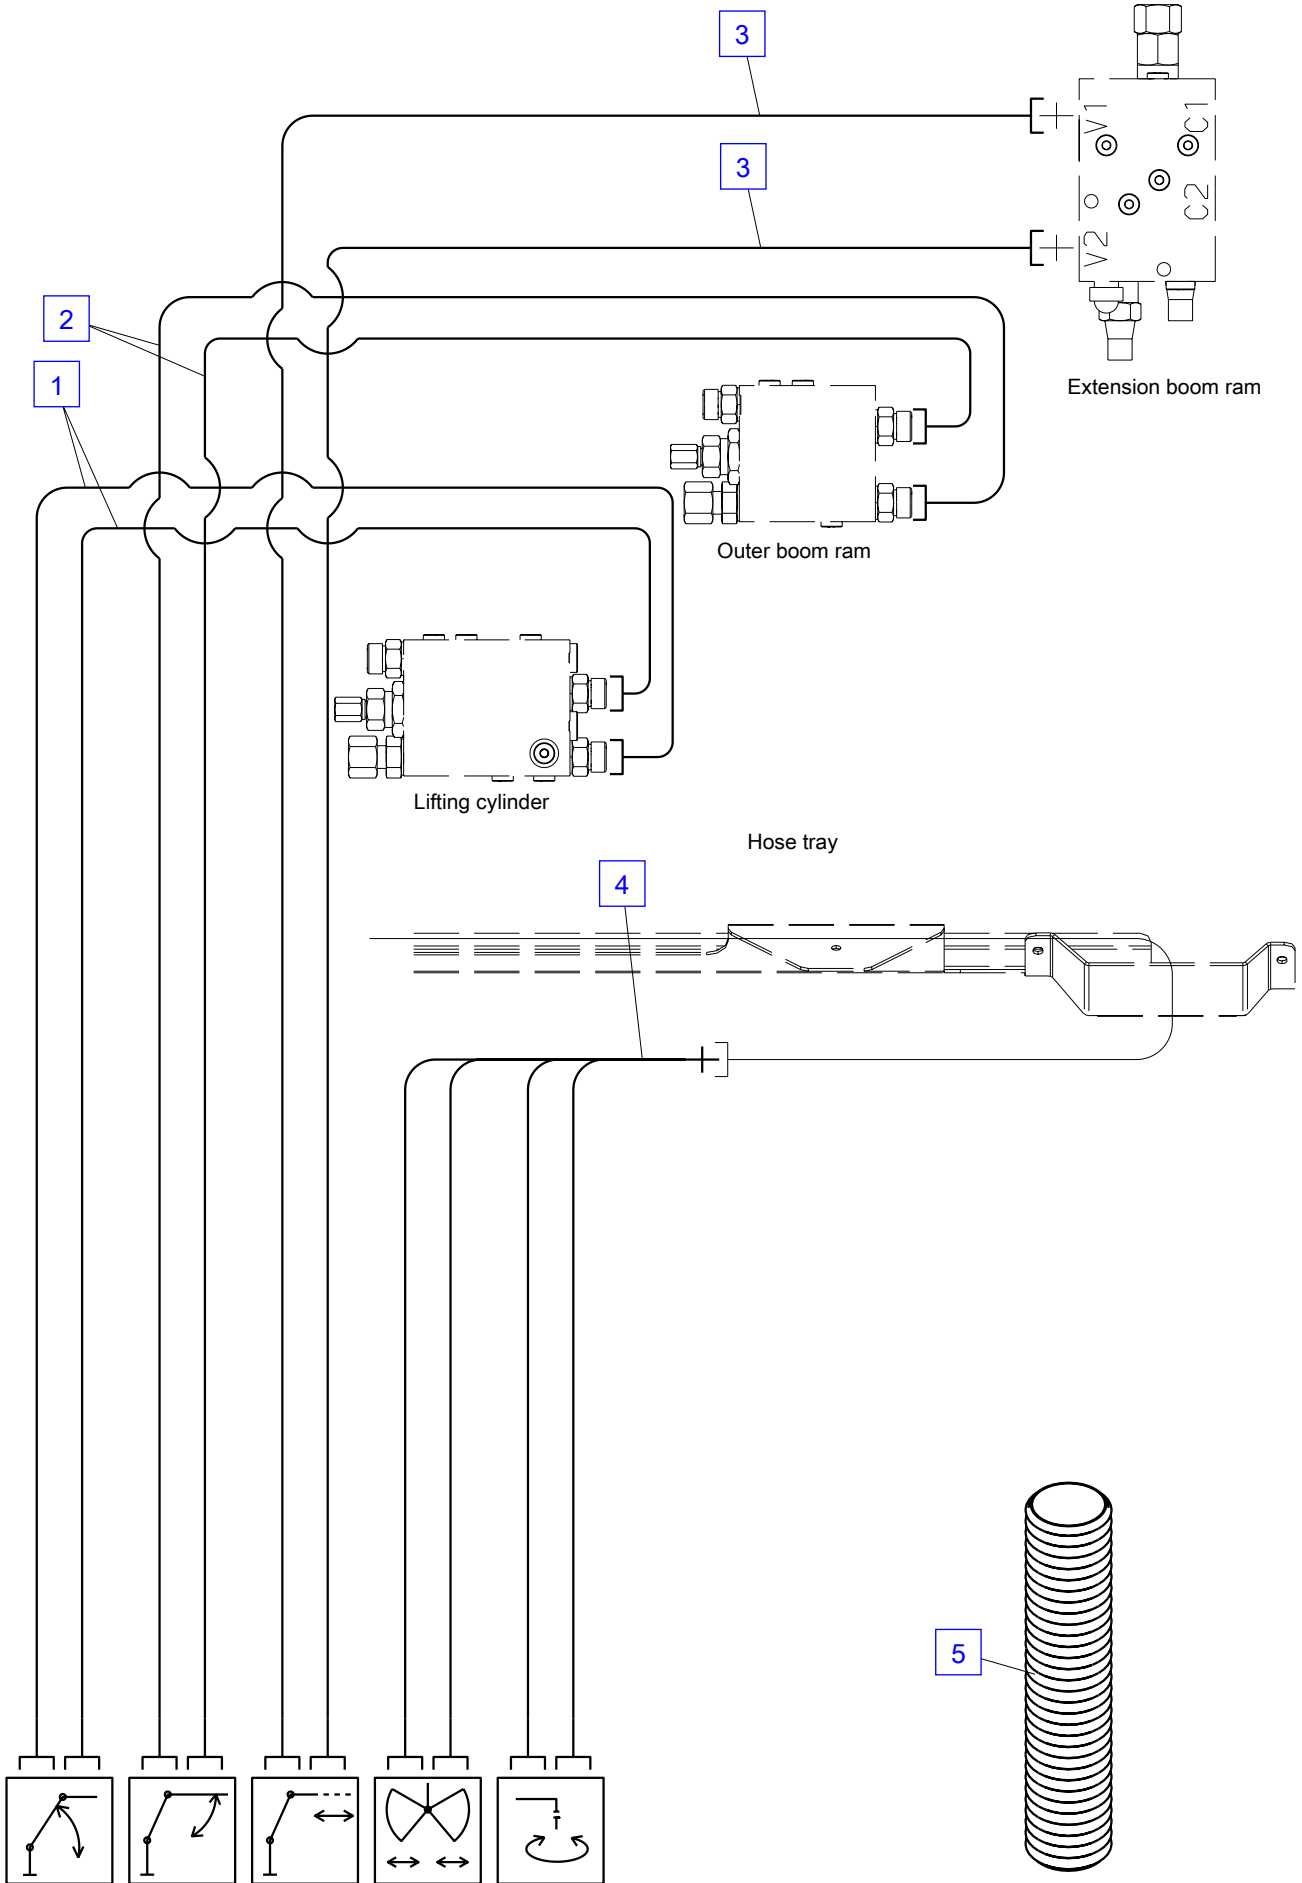 3
V1
C1
3
C2
V2
2
1
Extension boom ram
Outer boom ram
Lifting cylinder
Hose tray
4
5